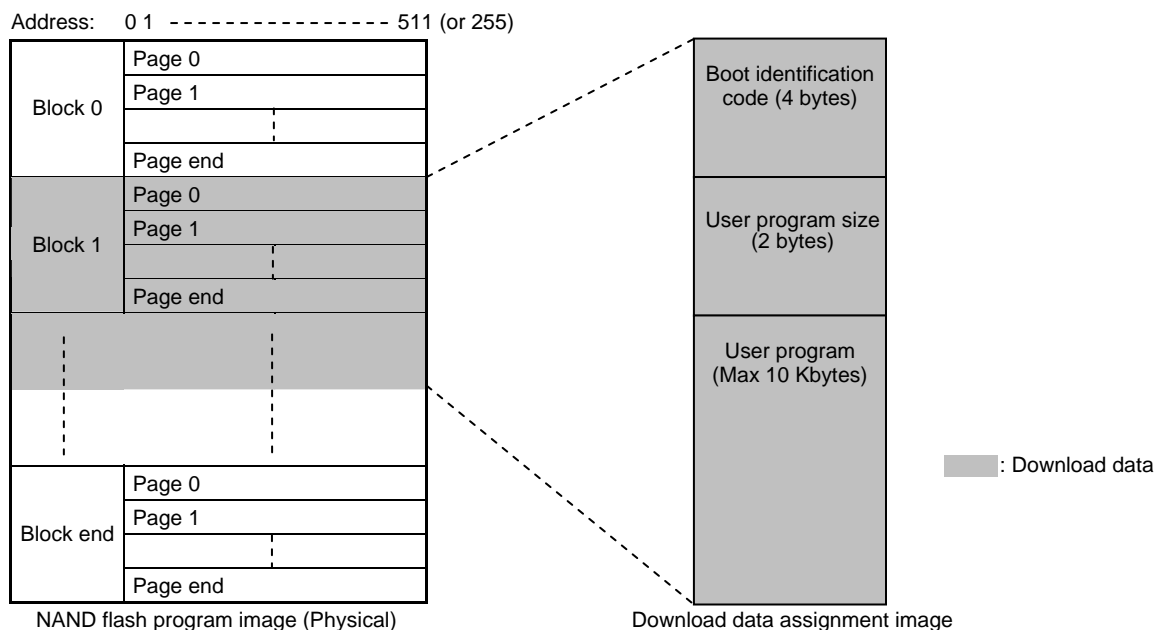 Address: 0 1 511 (or 255)
Block 0
Page 0
Page 1
Page end
Block 1
Page 0
Page 1
Page end
Block end
Page 0
Page 1
Page end
NAND flash program image (Physical)
Boot identification
code (4 bytes)
User program size
(2 bytes)
User program
(Max 10 Kbytes)
Download data assignment image
: Download data